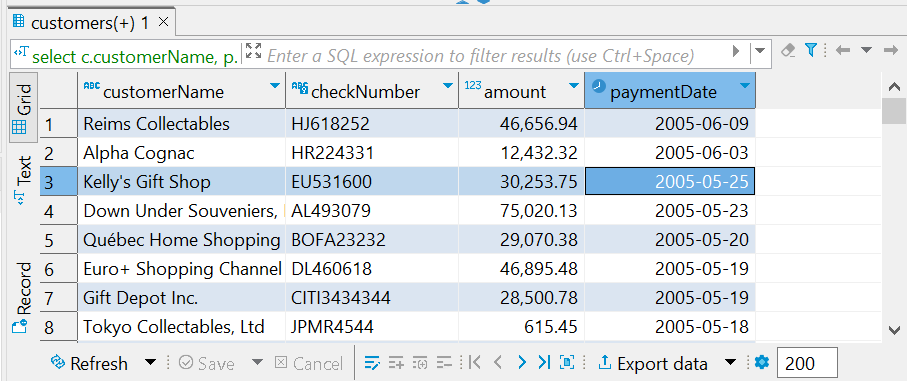 customers(+) 1
select c.customerName, p. Enter a SQL expression to filter results (use Ctrl+Space)
Grid
Text
Record
ABC customerName ABC checkNumber 123 amount paymentDate
1 Reims Collectables HJ618252 46,656.94 2005-06-09
2 Alpha Cognac HR224331 12,432.32 2005-06-03
3 Kelly's Gift Shop EU531600 30,253.75 2005-05-25
4 Down Under Souveniers, AL493079 75,020.13 2005-05-23
5 Québec Home Shopping BOFA23232 29,070.38 2005-05-20
6 Euro+ Shopping Channel DL460618 46,895.48 2005-05-19
7 Gift Depot Inc. CITI3434344 28,500.78 2005-05-19
8 Tokyo Collectables, Ltd JPMR4544 615.45 2005-05-18
Refresh Save Cancel Export data 200